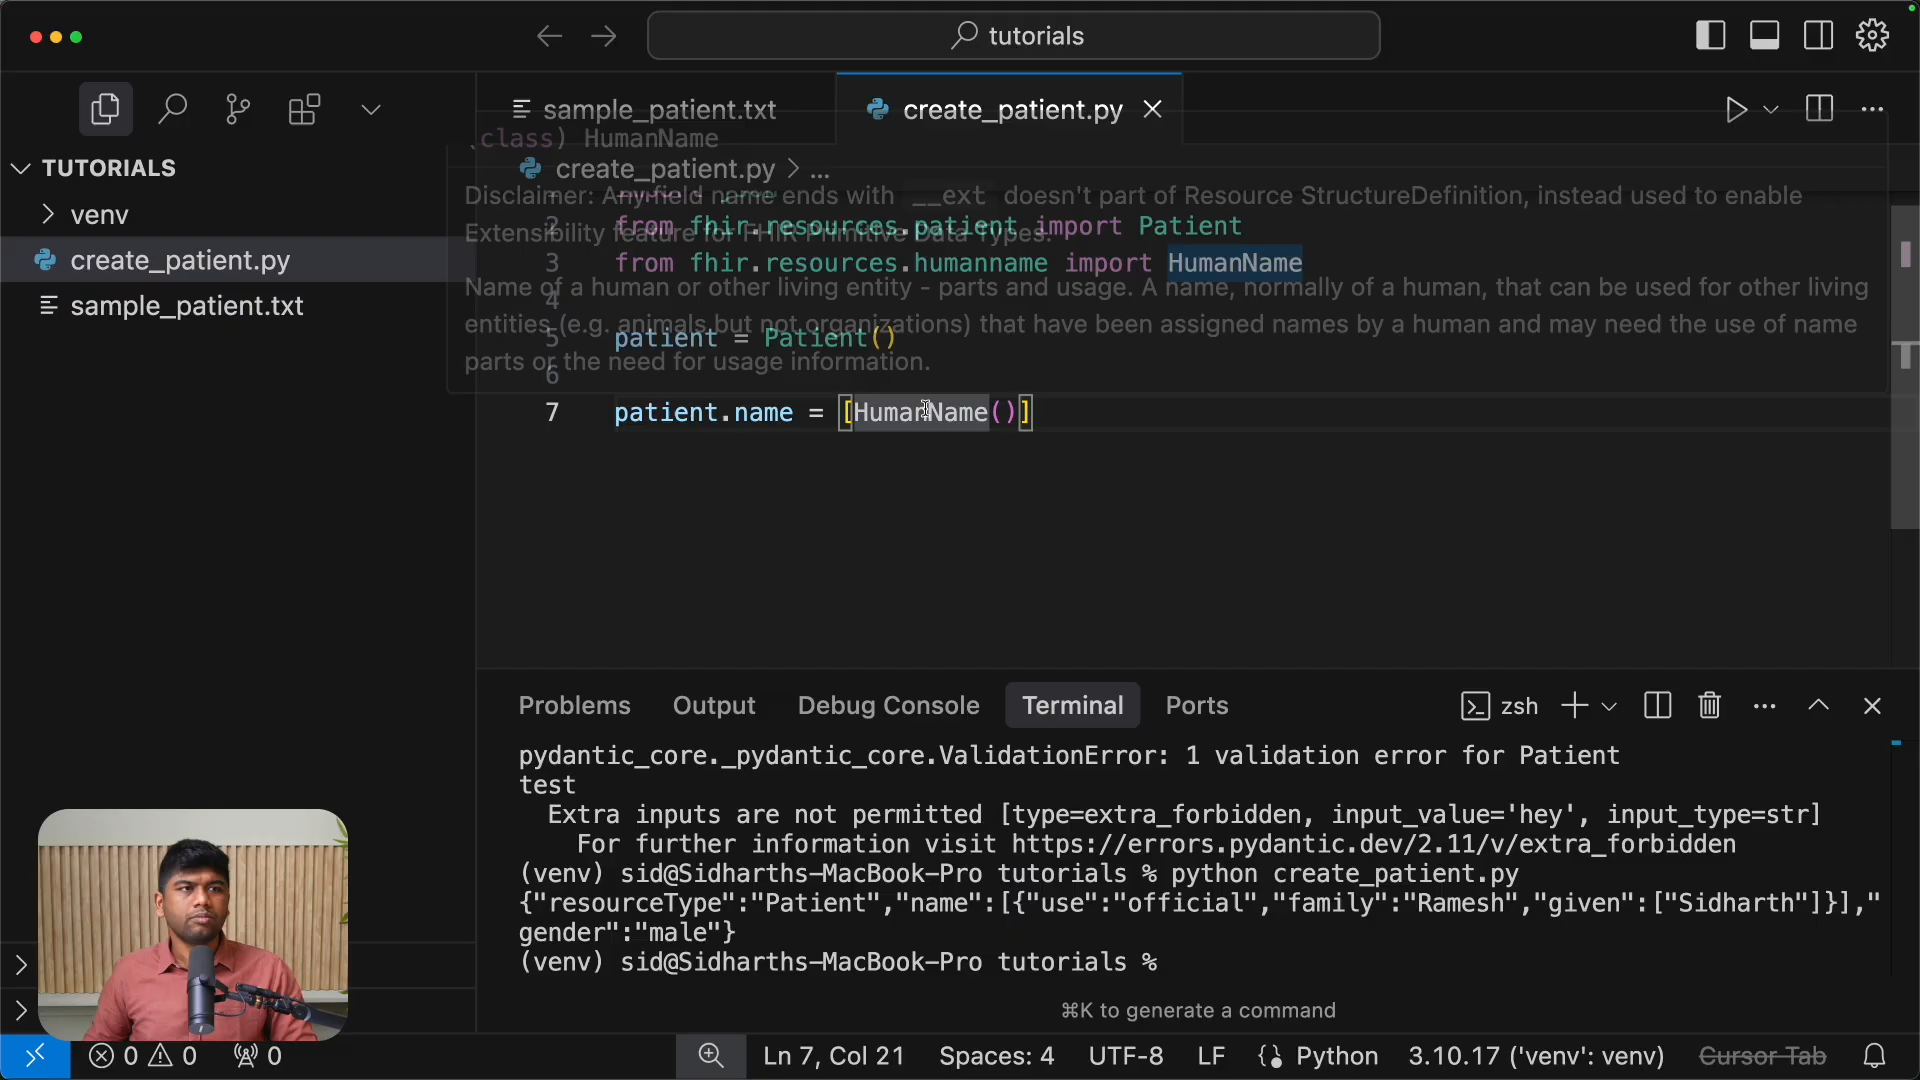 tutorials
sample_patient.txt
create_patient.py
(class) HumanName
TUTORIALS
create_patient.py > ...
venv
create_patient.py
sample_patient.txt
Disclaimer: Any field name ends with __ext doesn't part of Resource StructureDefinition, instead used to enable
Extensibility feature for FHIR Primitive Data Types.
2 from fhir.resources.patient import Patient
3 from fhir.resources.humanname import HumanName
Name of a human or other living entity - parts and usage. A name, normally of a human, that can be used for other living
entities (e.g. animals but not organizations) that have been assigned names by a human and may need the use of name
parts or the need for usage information.
4
5 patient = Patient()
6
7 patient.name = [HumanName()]
Problems Output Debug Console Terminal Ports
zsh
pydantic_core._pydantic_core.ValidationError: 1 validation error for Patient
test
Extra inputs are not permitted [type=extra_forbidden, input_value='hey', input_type=str]
For further information visit https://errors.pydantic.dev/2.11/v/extra_forbidden
(venv) sid@Sidharths-MacBook-Pro tutorials % python create_patient.py
{"resourceType":"Patient","name":[{"use":"official","family":"Ramesh","given":["Sidharth"]}],"
gender":"male"}
(venv) sid@Sidharths-MacBook-Pro tutorials %
⌘K to generate a command
0 0 0
Ln 7, Col 21 Spaces: 4 UTF-8 LF Python 3.10.17 ('venv': venv) Cursor Tab